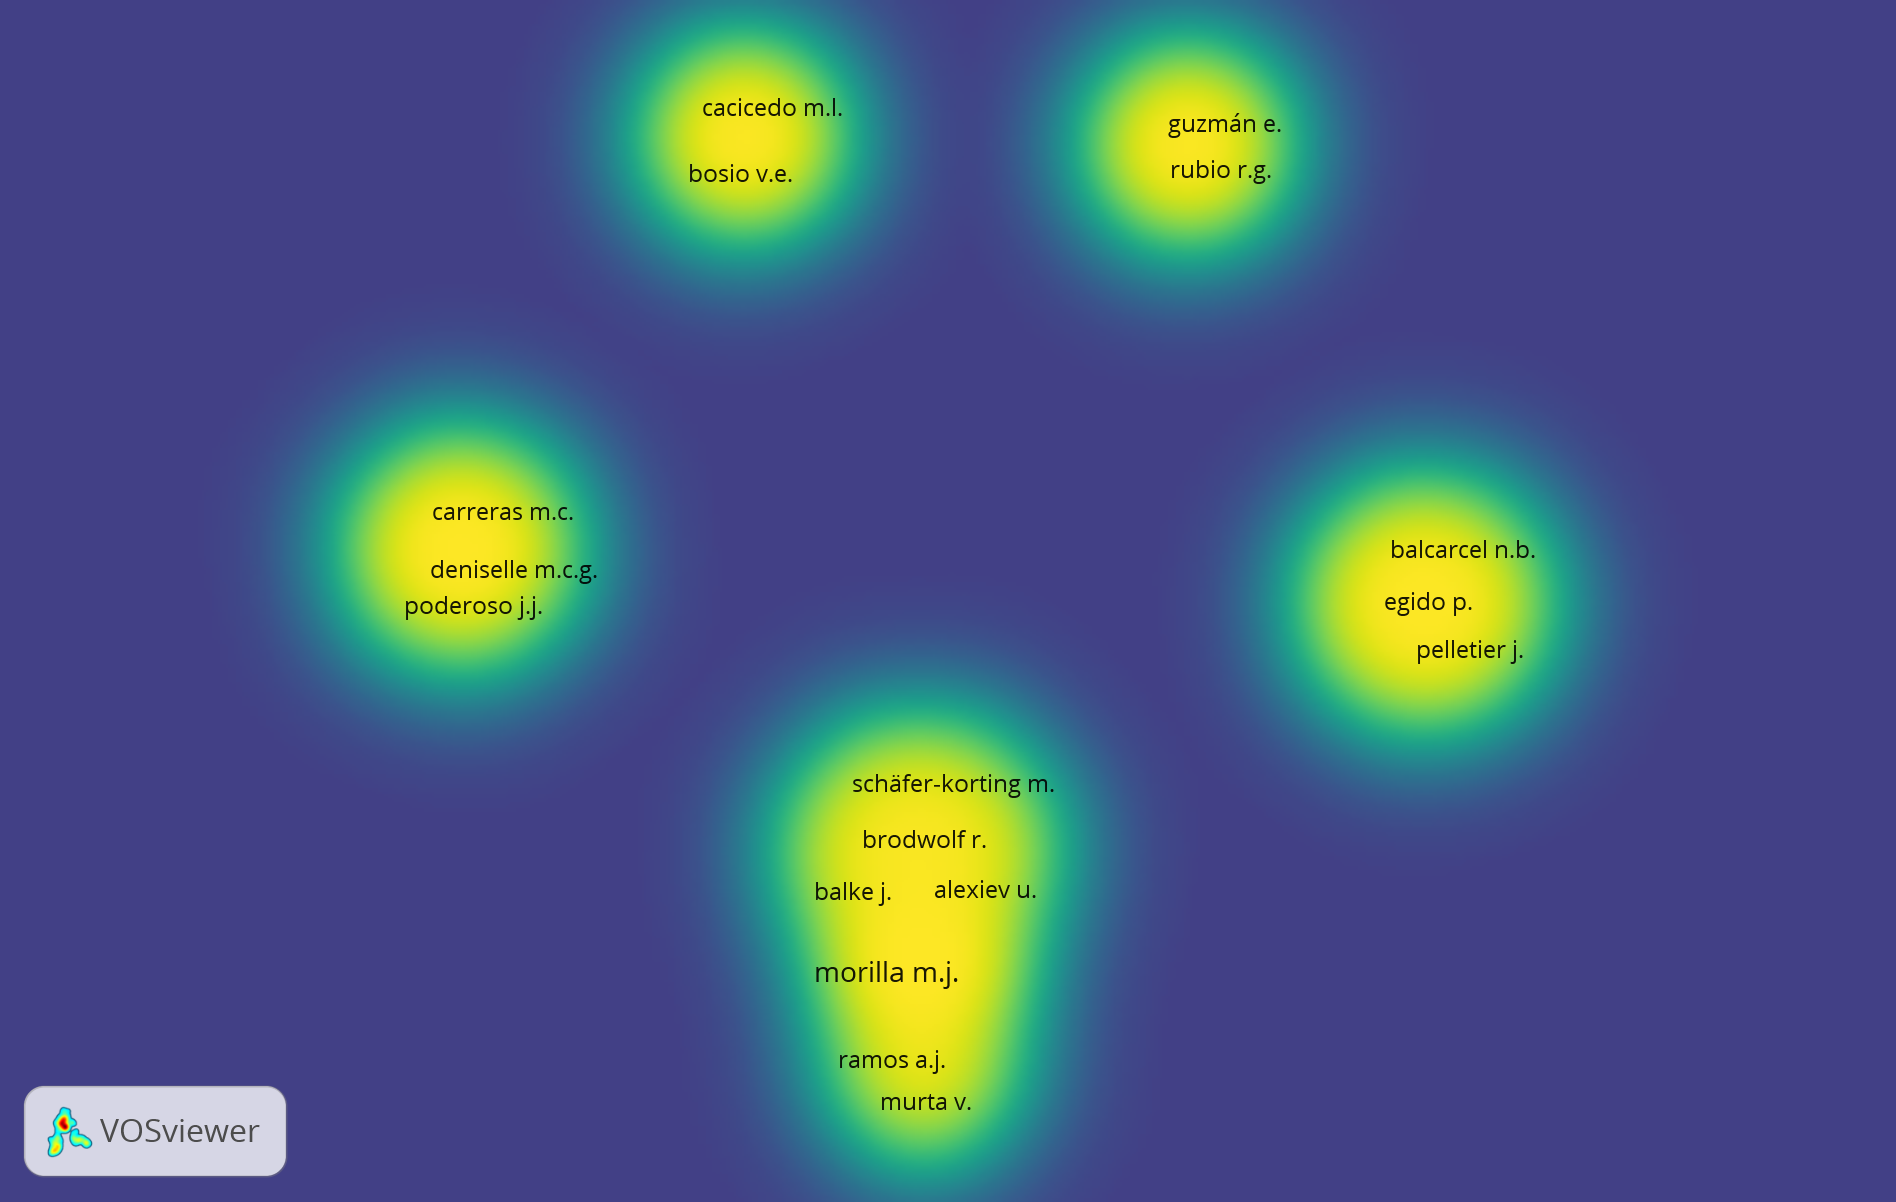 cacicedo m.l.
guzmán e.
bosio v.e.
rubio r.g.
carreras m.c.
deniselle m.c.g.
poderoso j.j.
balcarcel n.b.
egido p.
pelletier j.
schäfer-korting m.
brodwolf r.
balke j.
alexiev u.
morilla m.j.
ramos a.j.
murta v.
VOSviewer